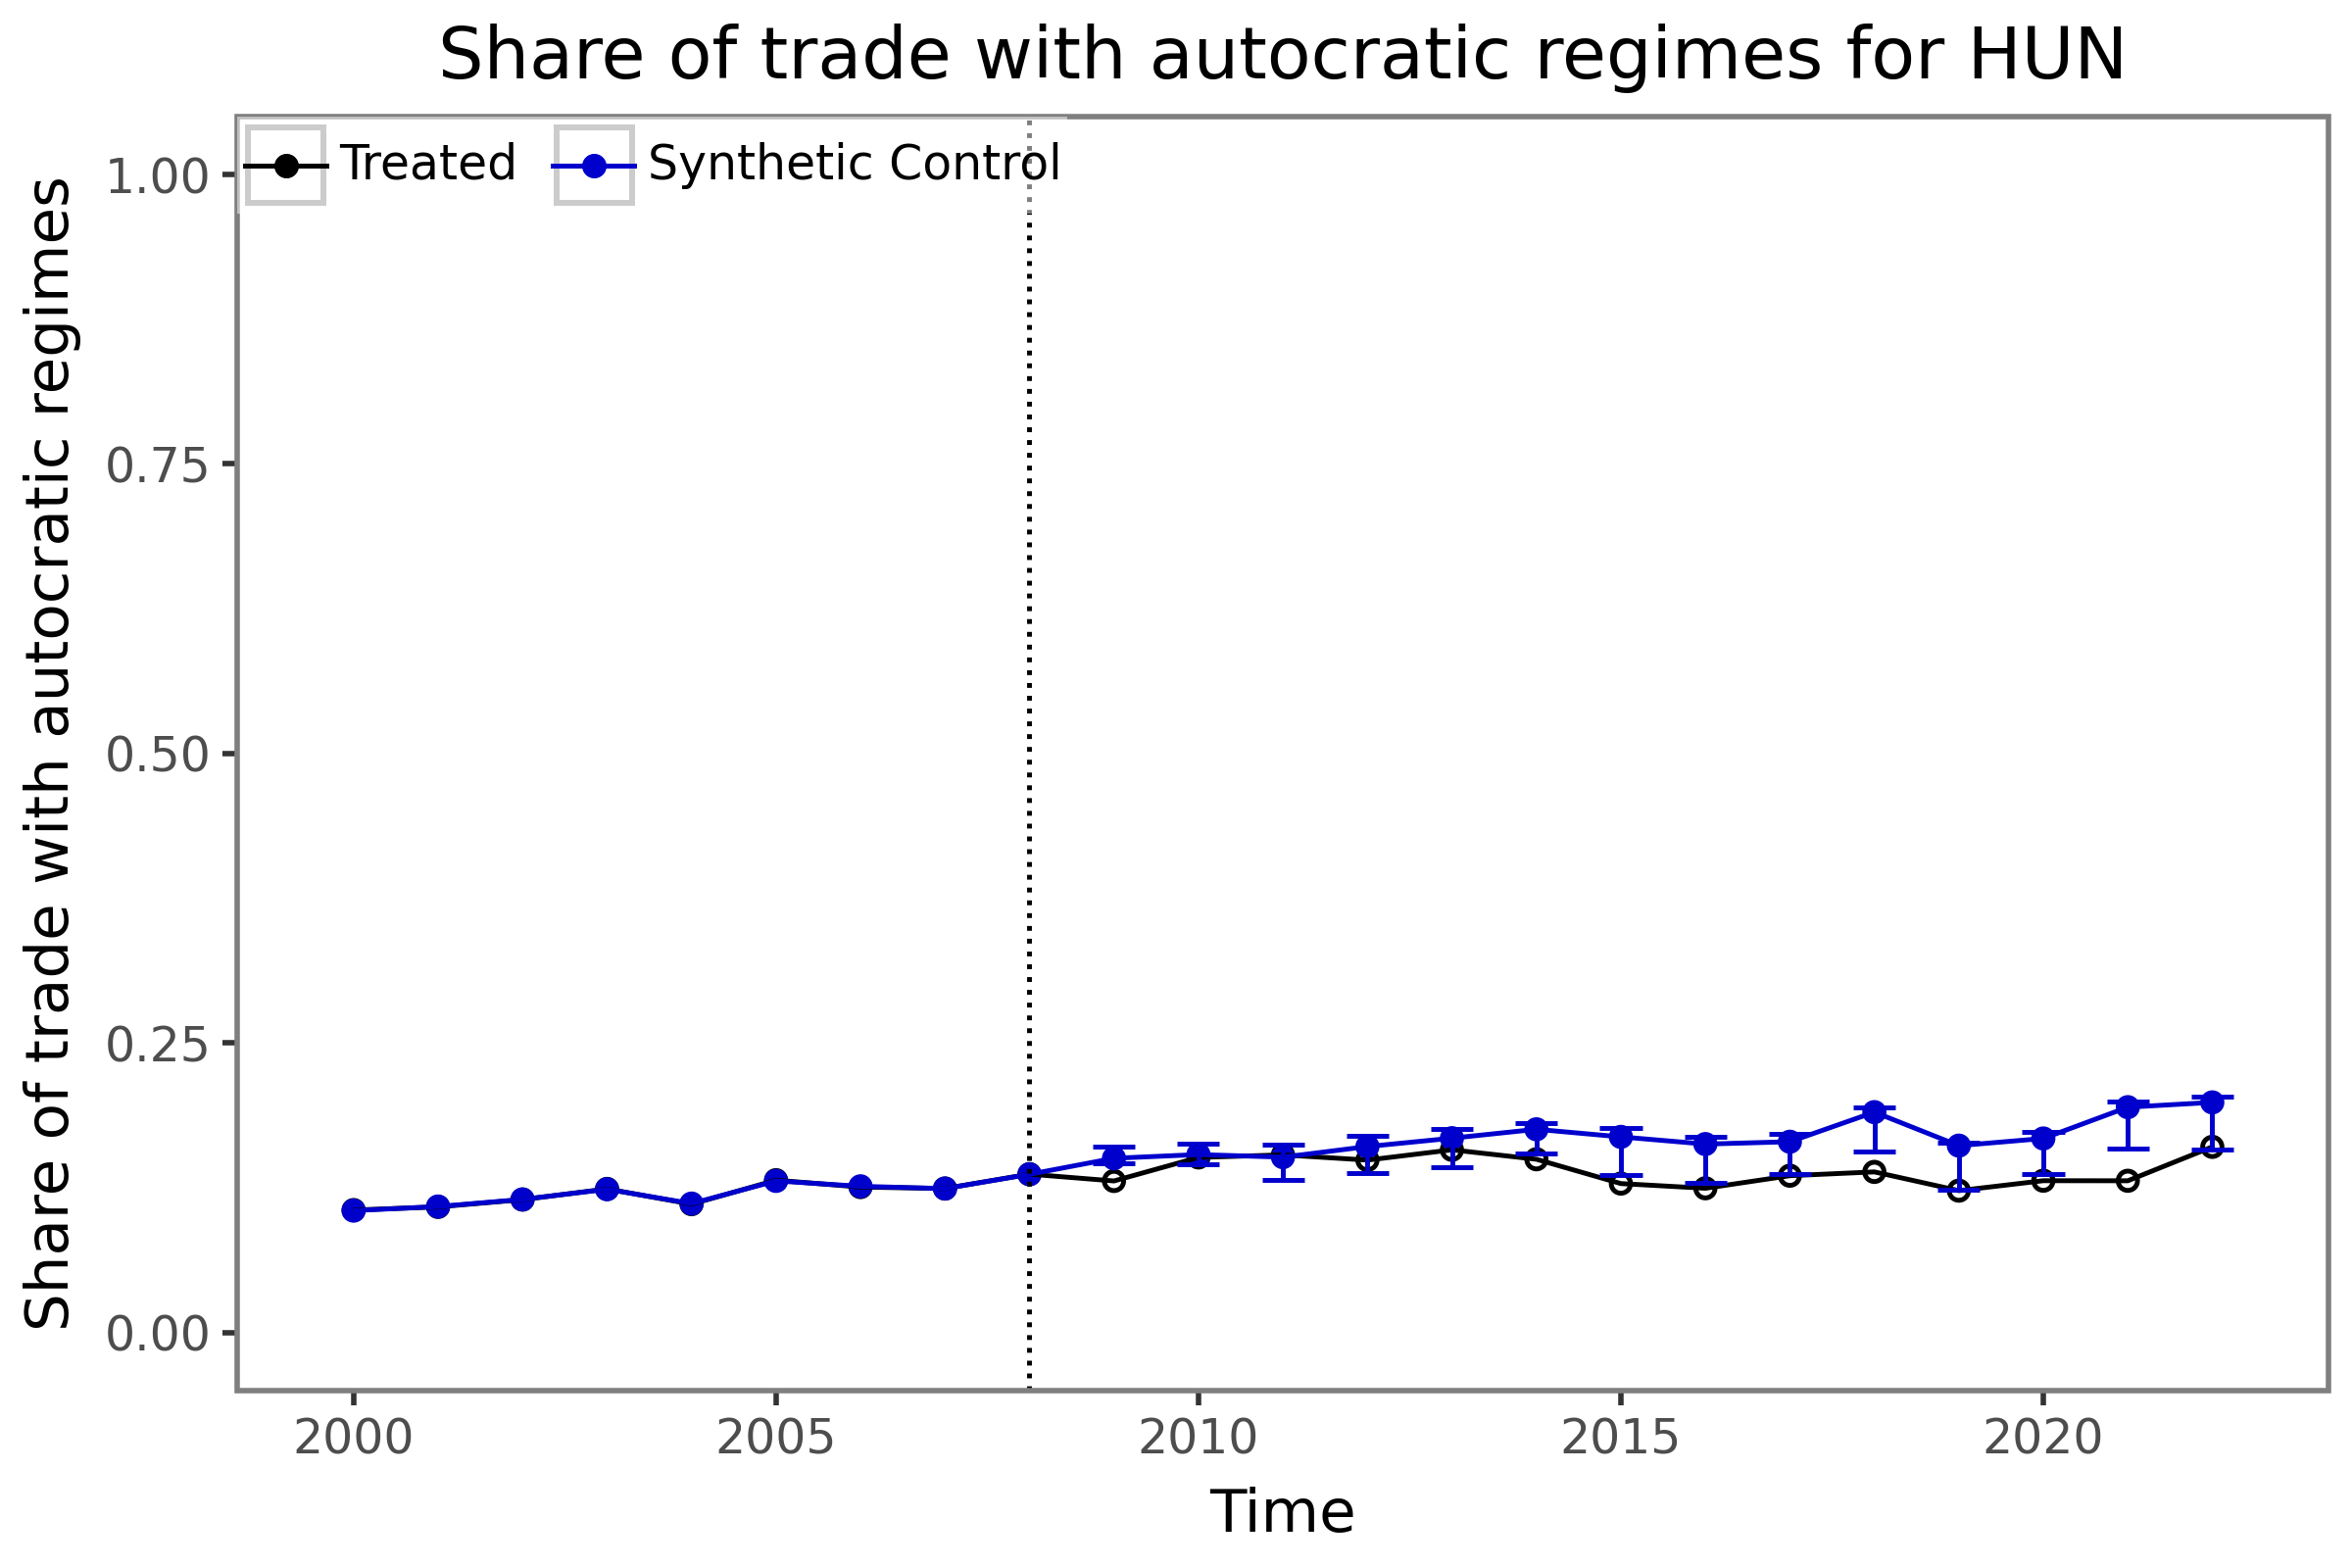 Share of trade with autocratic regimes for HUN
Treated
Synthetic Control
Share of trade with autocratic regimes
1.00
0.75
0.50
0.25
0.00
2000
2005
2010
2015
2020
Time